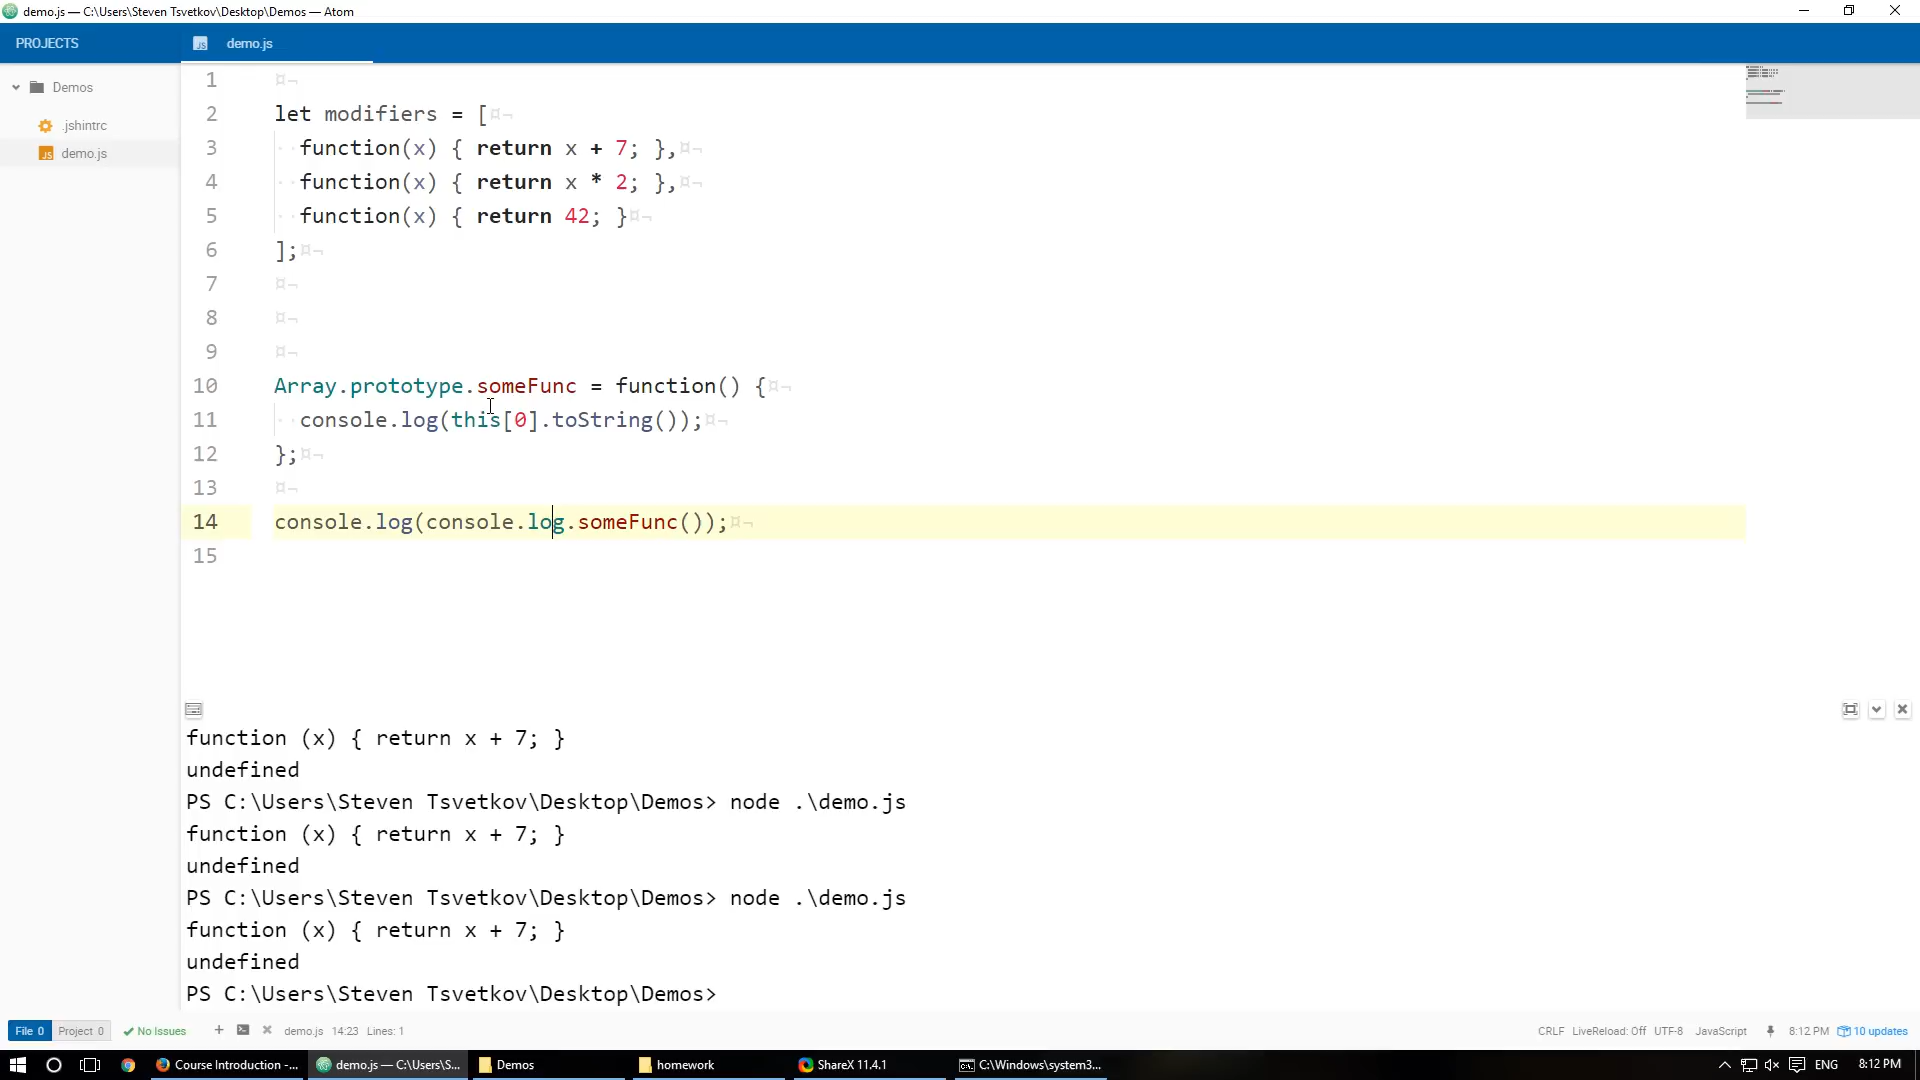 demo.js — C:\Users\Steven Tsvetkov\Desktop\Demos — Atom
PROJECTS
demo.js
Demos
.jshintrc
demo.js
1 ¤¬
2 let modifiers = [¤¬
3 function(x) { return x + 7; },¤¬
4 function(x) { return x * 2; },¤¬
5 function(x) { return 42; }¤¬
6 ];¤¬
7 ¤¬
8 ¤¬
9 ¤¬
10 Array.prototype.someFunc = function() {¤¬
11 console.log(this[0].toString());¤¬
12 };¤¬
13 ¤¬
14 console.log(console.log.someFunc());¤¬
15
function (x) { return x + 7; }
undefined
PS C:\Users\Steven Tsvetkov\Desktop\Demos> node .\demo.js
function (x) { return x + 7; }
undefined
PS C:\Users\Steven Tsvetkov\Desktop\Demos> node .\demo.js
function (x) { return x + 7; }
undefined
PS C:\Users\Steven Tsvetkov\Desktop\Demos>
File 0 Project 0 No Issues demo.js 14:23 Lines: 1 CRLF LiveReload: Off UTF-8 JavaScript 8:12 PM 10 updates
Course Introduction -... demo.js — C:\Users\S... Demos homework ShareX 11.4.1 C:\Windows\system3... ENG 8:12 PM